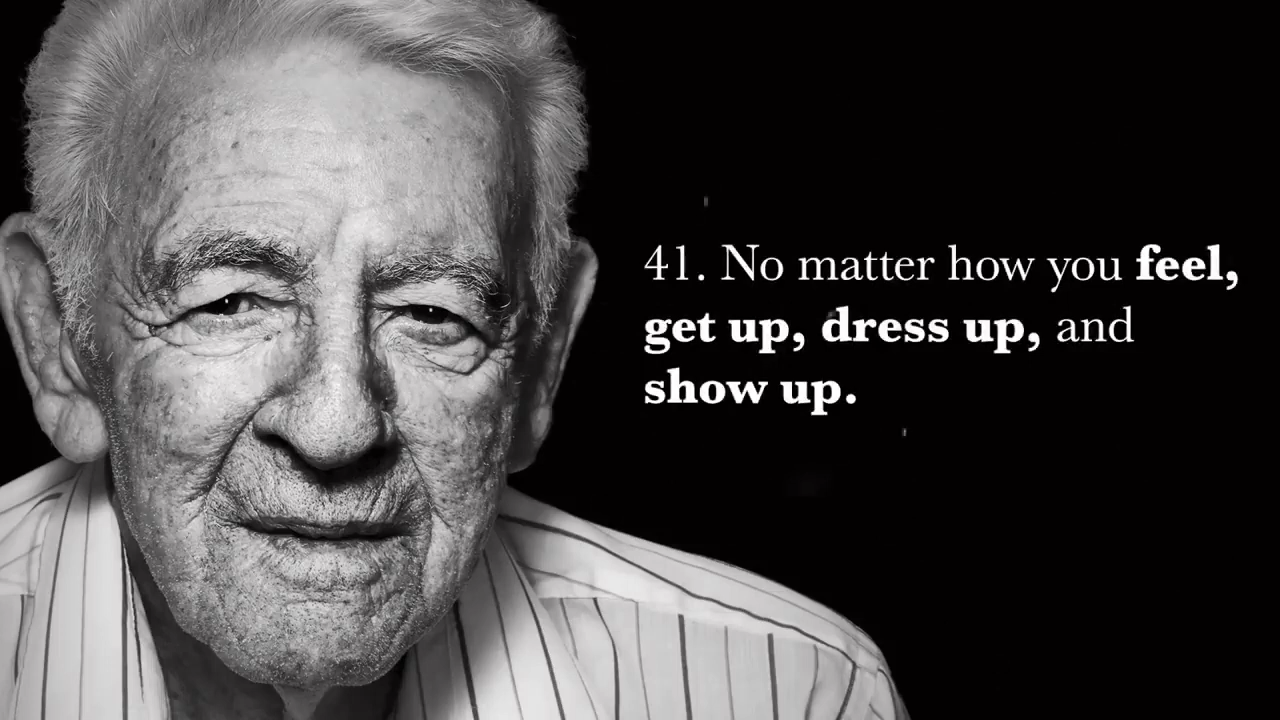 41. No matter how you feel,
get up, dress up, and
show up.